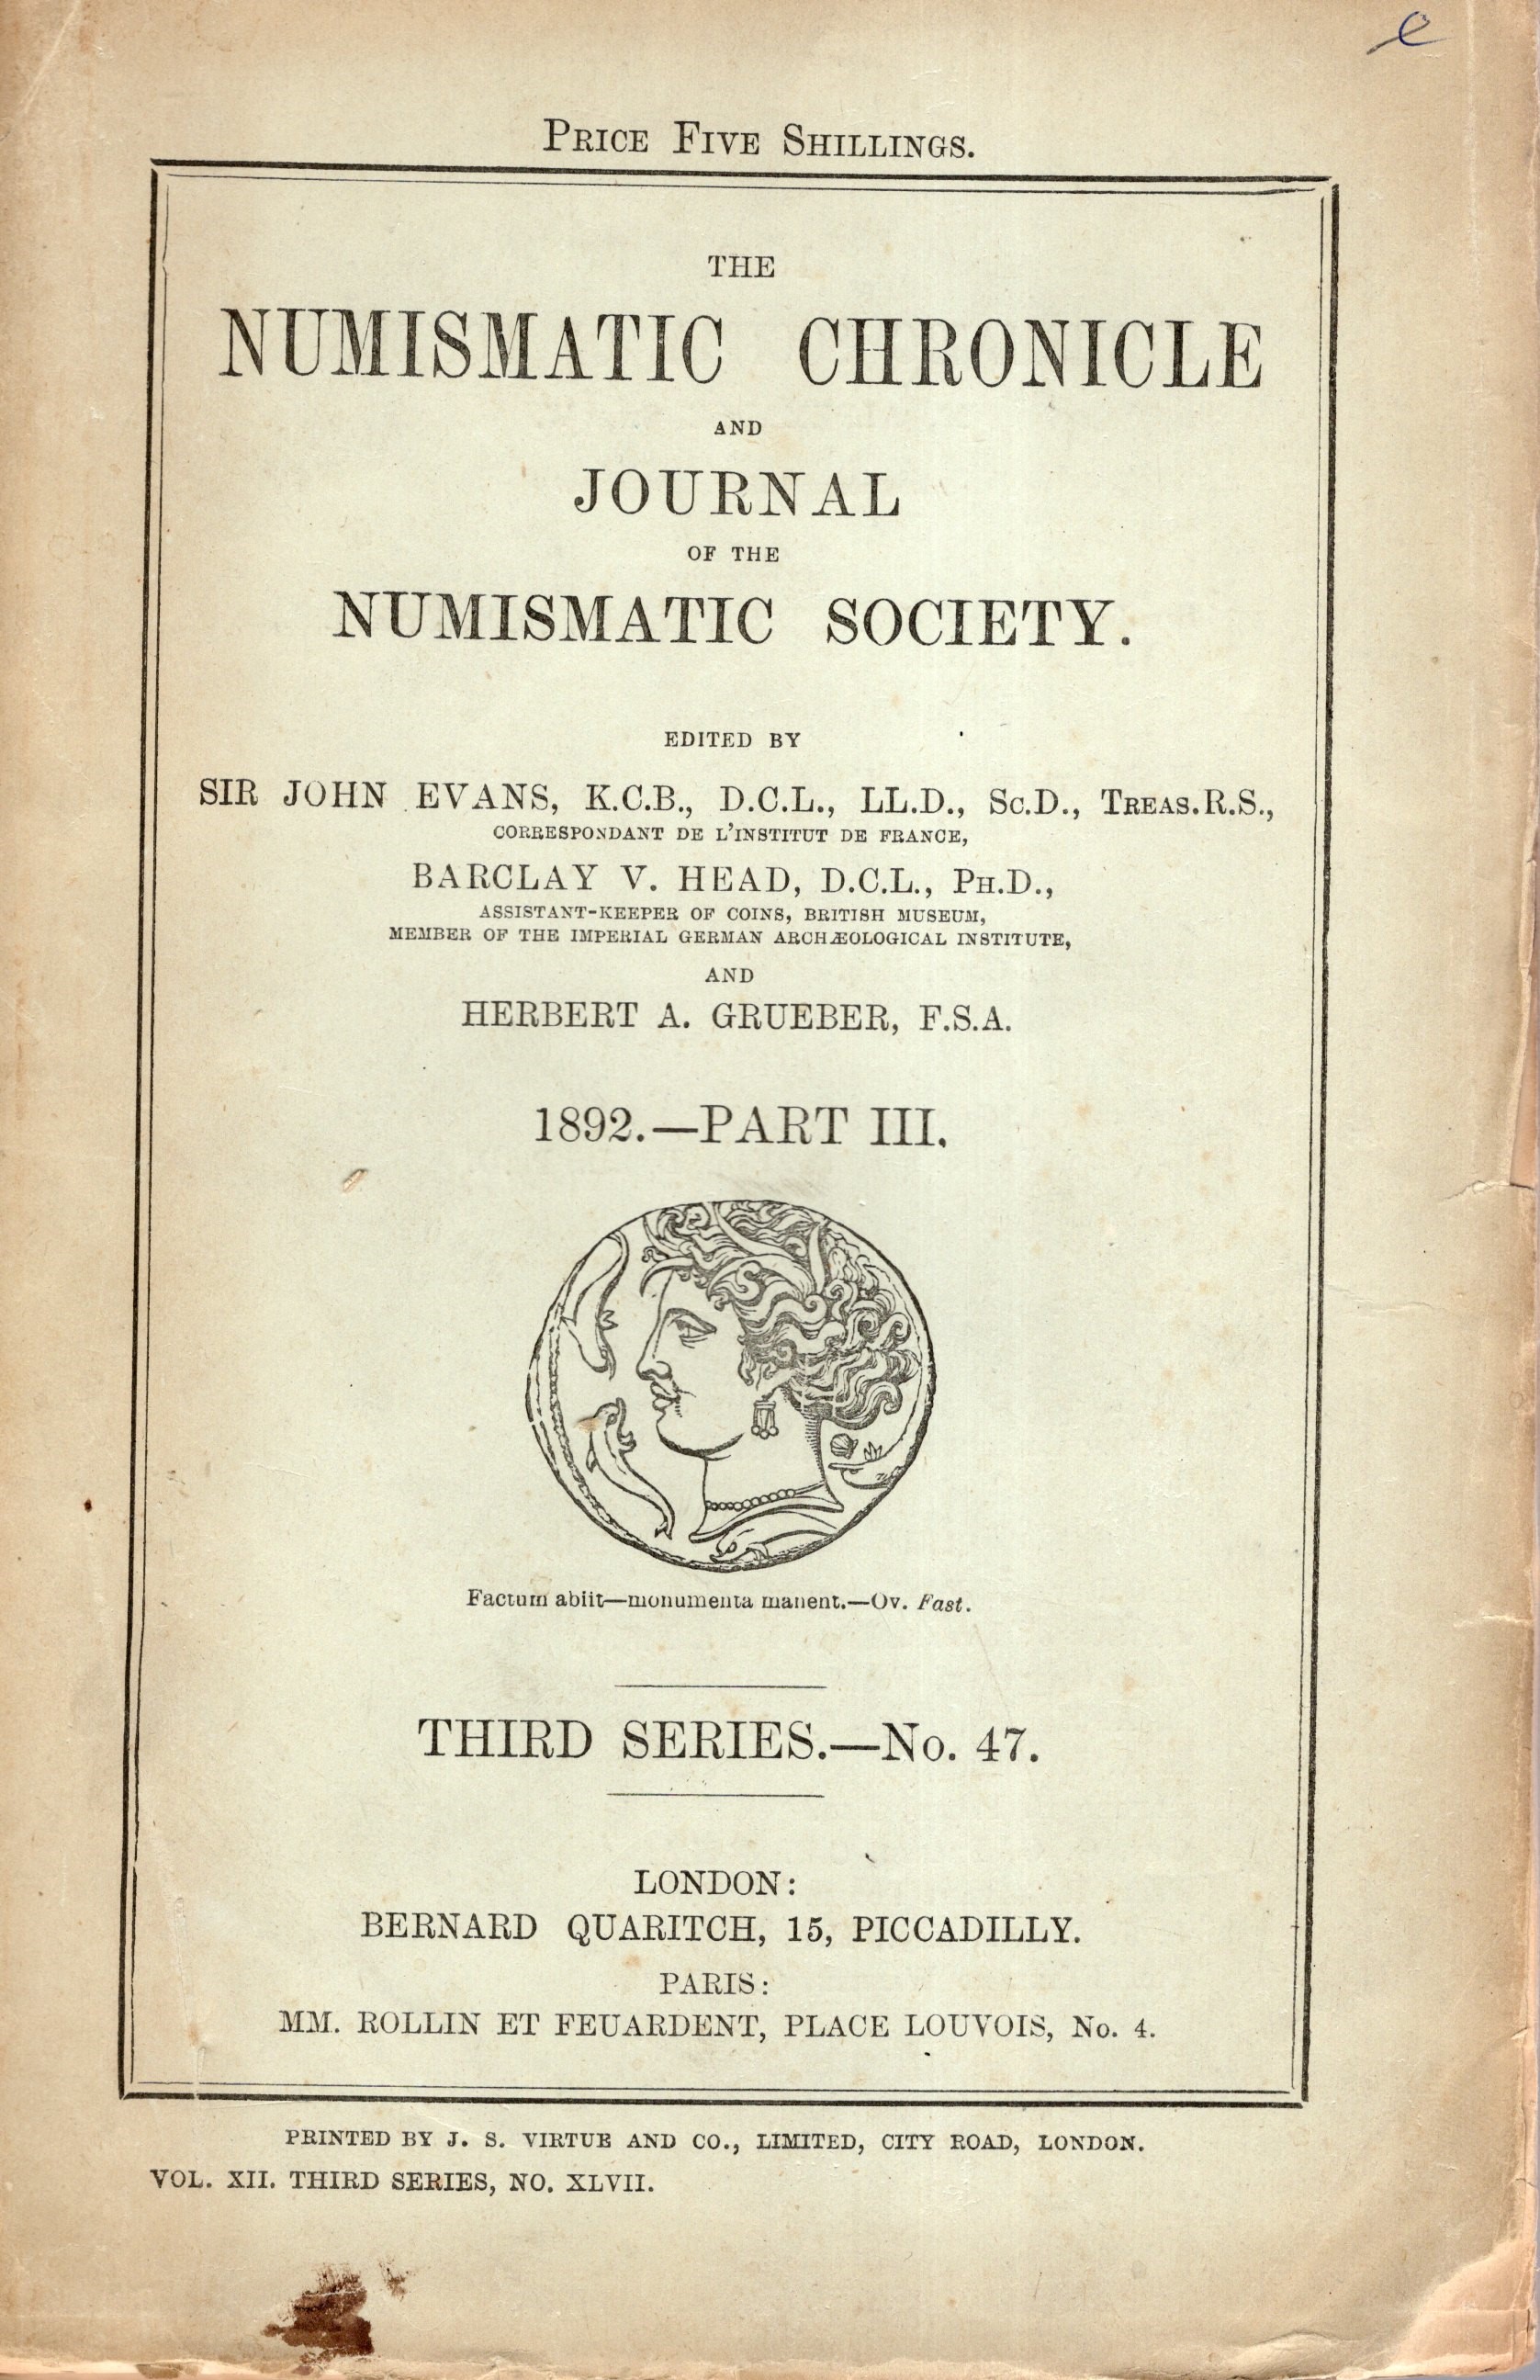 e
PRICE FIVE SHILLINGS.
THE
NUMISMATIC CHRONICLE
AND
JOURNAL
OF THE
NUMISMATIC SOCIETY.
EDITED BY
SIR JOHN EVANS, K.C.B., D.C.L., LL.D., Sc.D., TREAS.R.S.,
CORRESPONDANT DE L'INSTITUT DE FRANCE,
BARCLAY V. HEAD, D.C.L., PH.D.,
ASSISTANT-KEEPER OF COINS, BRITISH MUSEUM,
MEMBER OF THE IMPERIAL GERMAN ARCHÆOLOGICAL INSTITUTE,
AND
HERBERT A. GRUEBER, F.S.A.
1892.—PART III.
Factum abiit—monumenta manent.—Ov. Fast.
THIRD SERIES.—No. 47.
LONDON:
BERNARD QUARITCH, 15, PICCADILLY.
PARIS:
MM. ROLLIN ET FEUARDENT, PLACE LOUVOIS, No. 4.
PRINTED BY J. S. VIRTUE AND CO., LIMITED, CITY ROAD, LONDON.
VOL. XII. THIRD SERIES, NO. XLVII.